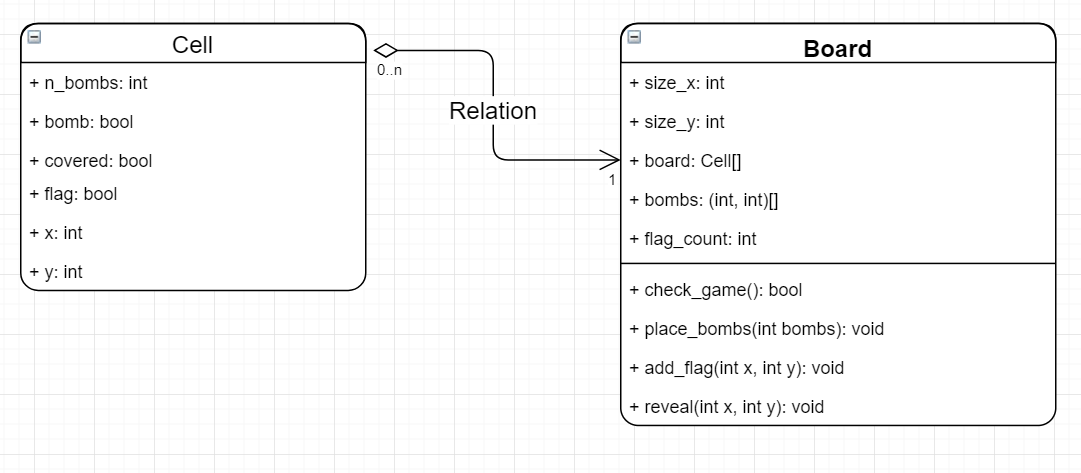 Cell
+ n_bombs: int
+ bomb: bool
+ covered: bool
+ flag: bool
+ x: int
+ y: int
0..n
Relation
1
Board
+ size_x: int
+ size_y: int
+ board: Cell[]
+ bombs: (int, int)[]
+ flag_count: int
+ check_game(): bool
+ place_bombs(int bombs): void
+ add_flag(int x, int y): void
+ reveal(int x, int y): void